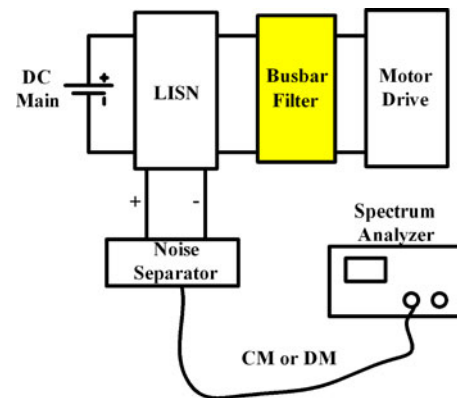 DC
Main
+
-
LISN
Busbar
Filter
Motor
Drive
+
-
Noise
Separator
Spectrum
Analyzer
CM or DM